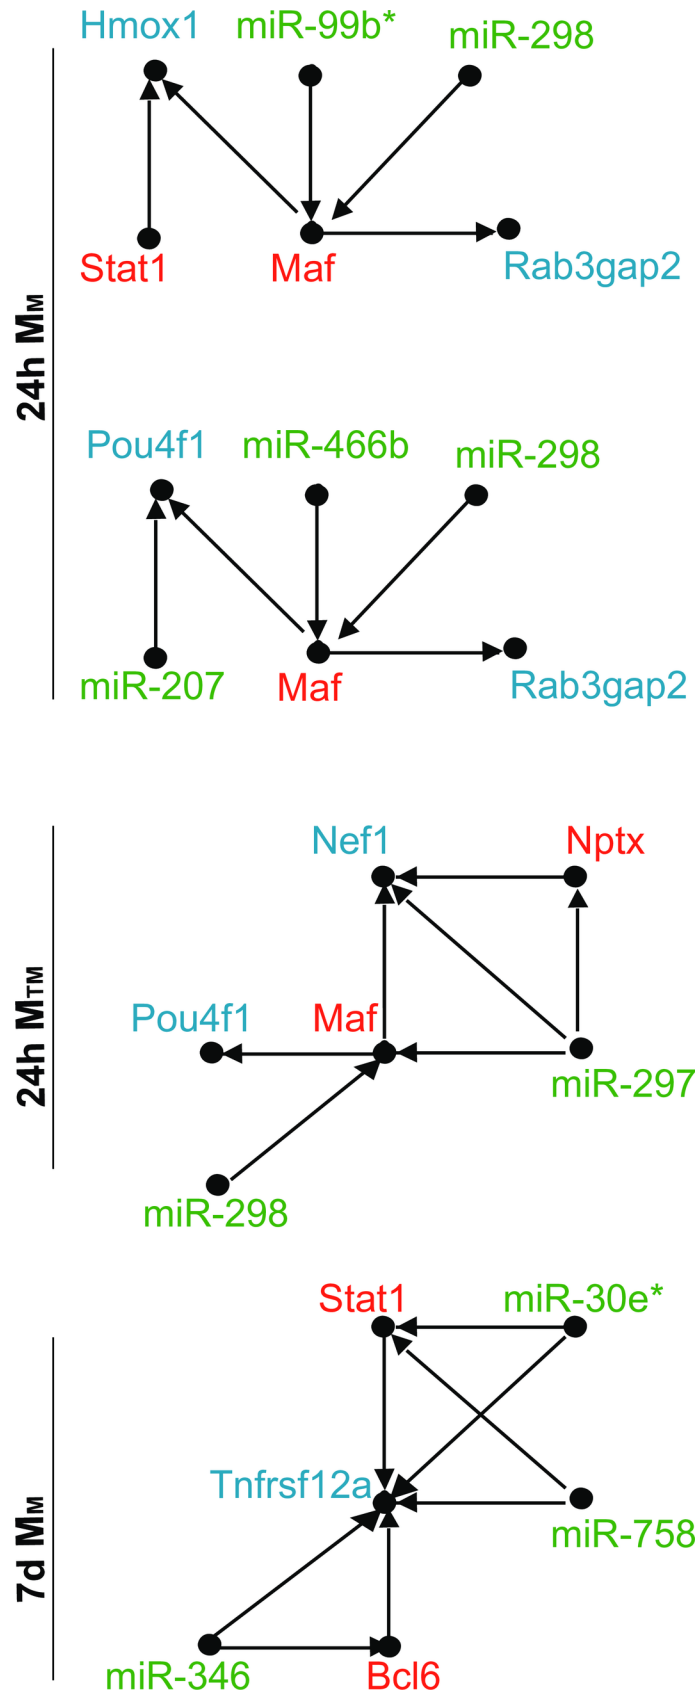 Hmox1 miR-99b* miR-298
Stat1 Maf Rab3gap2
24h MM
Pou4f1 miR-466b miR-298
miR-207 Maf Rab3gap2
Nef1 Nptx
24h MTM
Pou4f1 Maf
miR-297
miR-298
Stat1 miR-30e*
Tnfrsf12a
7d MM
miR-758
miR-346 Bcl6